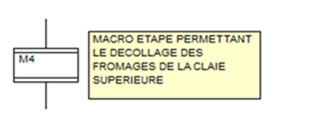 M4
MACRO ETAPE PERMETTANT
LE DECOLLAGE DES
FROMAGES DE LA CLAIE
SUPERIEURE